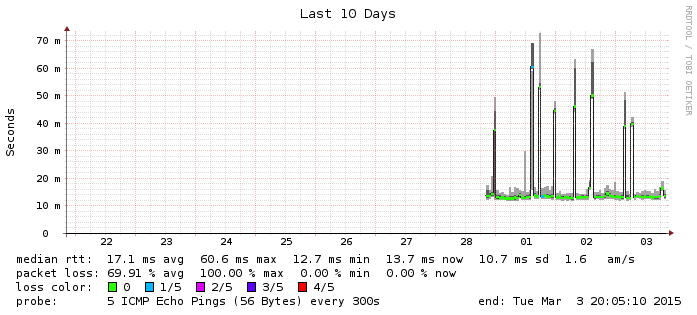 Last 10 Days
RRDTOOL / TOBI OETIKER
Seconds
70 m
60 m
50 m
40 m
30 m
20 m
10 m
0
22 23 24 25 26 27 28 01 02 03
median rtt: 17.1 ms avg 60.6 ms max 12.7 ms min 13.7 ms now 10.7 ms sd 1.6 am/s
packet loss: 69.91 % avg 100.00 % max 0.00 % min 0.00 % now
loss color: 0 1/5 2/5 3/5 4/5
probe: 5 ICMP Echo Pings (56 Bytes) every 300s end: Tue Mar 3 20:05:10 2015